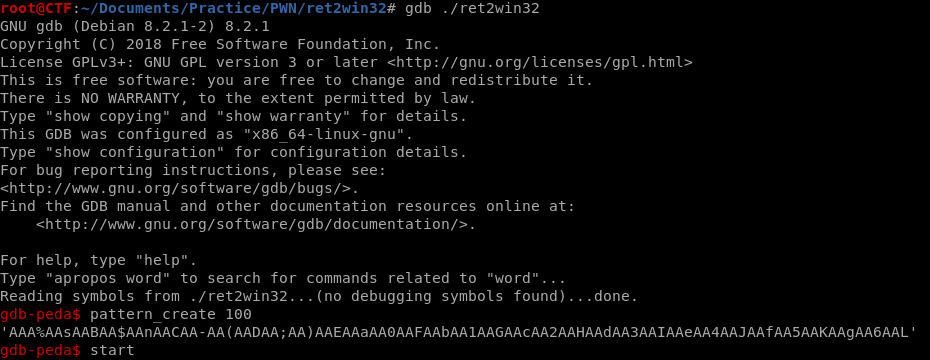 root@CTF:~/Documents/Practice/PWN/ret2win32# gdb ./ret2win32
GNU gdb (Debian 8.2.1-2) 8.2.1
Copyright (C) 2018 Free Software Foundation, Inc.
License GPLv3+: GNU GPL version 3 or later <http://gnu.org/licenses/gpl.html>
This is free software: you are free to change and redistribute it.
There is NO WARRANTY, to the extent permitted by law.
Type "show copying" and "show warranty" for details.
This GDB was configured as "x86_64-linux-gnu".
Type "show configuration" for configuration details.
For bug reporting instructions, please see:
<http://www.gnu.org/software/gdb/bugs/>.
Find the GDB manual and other documentation resources online at:
    <http://www.gnu.org/software/gdb/documentation/>.

For help, type "help".
Type "apropos word" to search for commands related to "word"...
Reading symbols from ./ret2win32...(no debugging symbols found)...done.
gdb-peda$ pattern_create 100
'AAA%AAsAABAA$AAnAACAA-AA(AADAA;AA)AAEAAaAA0AAFAAbAA1AAGAAcAA2AAHAAdAA3AAIAAeAA4AAJAAfAA5AAKAAgAA6AAL'
gdb-peda$ start